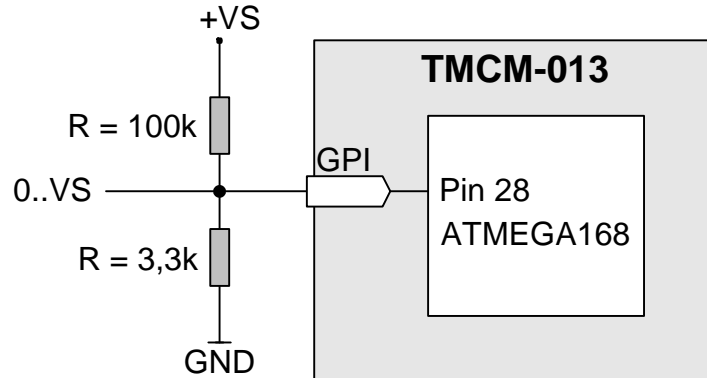 +VS
TMCM-013
R = 100k
GPI
0..VS
Pin 28
ATMEGA168
R = 3,3k
GND